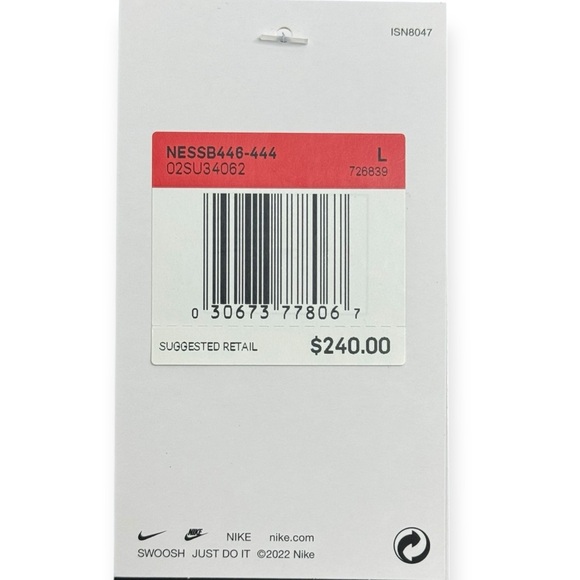 ISN8047
NESSB446-444 L
02SU34062 726839
0 30673 77806 7
SUGGESTED RETAIL $240.00
NIKE NIKE nike.com
SWOOSH JUST DO IT ©2022 Nike